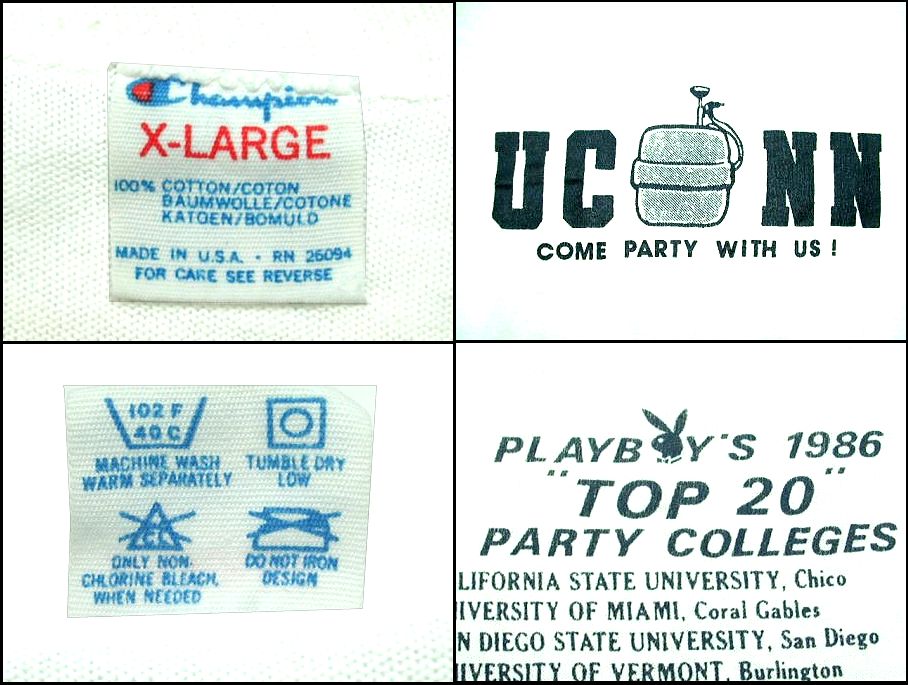 Champion
X-LARGE
100% COTTON/COTON
BAUMWOLLE/COTONE
KATOEN/BOMULD
MADE IN U.S.A. · RN 26094
FOR CARE SEE REVERSE
UC NN
COME PARTY WITH US!
102 F
40 C
MACHINE WASH
WARM SEPARATELY
TUMBLE DRY
LOW
CL
ONLY NON-
CHLORINE BLEACH,
WHEN NEEDED
DO NOT IRON
DESIGN
PLAYB Y'S 1986
"TOP 20"
PARTY COLLEGES
LIFORNIA STATE UNIVERSITY, Chico
IVERSITY OF MIAMI, Coral Gables
N DIEGO STATE UNIVERSITY, San Diego
IVERSITY OF VERMONT, Burlington